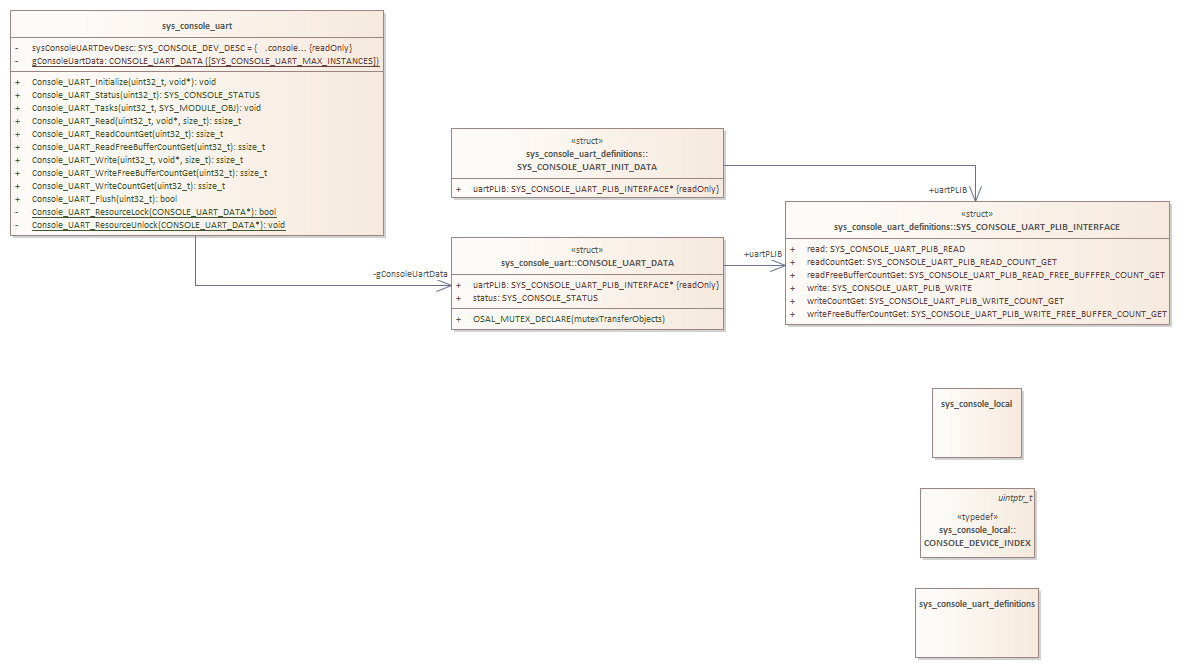 sys_console_uart
- sysConsoleUARTDevDesc: SYS_CONSOLE_DEV_DESC = { .console... {readOnly}
- gConsoleUartData: CONSOLE_UART_DATA ([SYS_CONSOLE_UART_MAX_INSTANCES])
+ Console_UART_Initialize(uint32_t, void*): void
+ Console_UART_Status(uint32_t): SYS_CONSOLE_STATUS
+ Console_UART_Tasks(uint32_t, SYS_MODULE_OBJ): void
+ Console_UART_Read(uint32_t, void*, size_t): ssize_t
+ Console_UART_ReadCountGet(uint32_t): ssize_t
+ Console_UART_ReadFreeBufferCountGet(uint32_t): ssize_t
+ Console_UART_Write(uint32_t, void*, size_t): ssize_t
+ Console_UART_WriteFreeBufferCountGet(uint32_t): ssize_t
+ Console_UART_WriteCountGet(uint32_t): ssize_t
+ Console_UART_Flush(uint32_t): bool
- Console_UART_ResourceLock(CONSOLE_UART_DATA*): bool
- Console_UART_ResourceUnlock(CONSOLE_UART_DATA*): void
«struct»
sys_console_uart_definitions::
SYS_CONSOLE_UART_INIT_DATA
+ uartPLIB: SYS_CONSOLE_UART_PLIB_INTERFACE* {readOnly}
+uartPLIB
-gConsoleUartData
«struct»
sys_console_uart::CONSOLE_UART_DATA
+ uartPLIB: SYS_CONSOLE_UART_PLIB_INTERFACE* {readOnly}
+ status: SYS_CONSOLE_STATUS
+ OSAL_MUTEX_DECLARE(mutexTransferObjects)
+uartPLIB
«struct»
sys_console_uart_definitions::SYS_CONSOLE_UART_PLIB_INTERFACE
+ read: SYS_CONSOLE_UART_PLIB_READ
+ readCountGet: SYS_CONSOLE_UART_PLIB_READ_COUNT_GET
+ readFreeBufferCountGet: SYS_CONSOLE_UART_PLIB_READ_FREE_BUFFFER_COUNT_GET
+ write: SYS_CONSOLE_UART_PLIB_WRITE
+ writeCountGet: SYS_CONSOLE_UART_PLIB_WRITE_COUNT_GET
+ writeFreeBufferCountGet: SYS_CONSOLE_UART_PLIB_WRITE_FREE_BUFFER_COUNT_GET
sys_console_local
uintptr_t
«typedef»
sys_console_local::
CONSOLE_DEVICE_INDEX
sys_console_uart_definitions